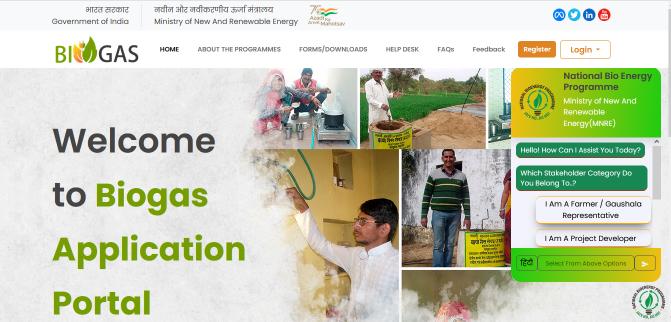 भारत सरकार
Government of India
नवीन और नवीकरणीय ऊर्जा मंत्रालय
Ministry of New And Renewable Energy
Azadi Ka
Amrit Mahotsav
BIOGAS
HOME
ABOUT THE PROGRAMMES
FORMS/DOWNLOADS
HELP DESK
FAQs
Feedback
Register
Login
Welcome
to Biogas
Application
Portal
National Bio Energy
Programme
Ministry of New And
Renewable
Energy(MNRE)
Hello! How Can I Assist You Today?
Which Stakeholder Category Do
You Belong To..?
I Am A Farmer / Gaushala
Representative
I Am A Project Developer
हिंदी
Select From Above Options